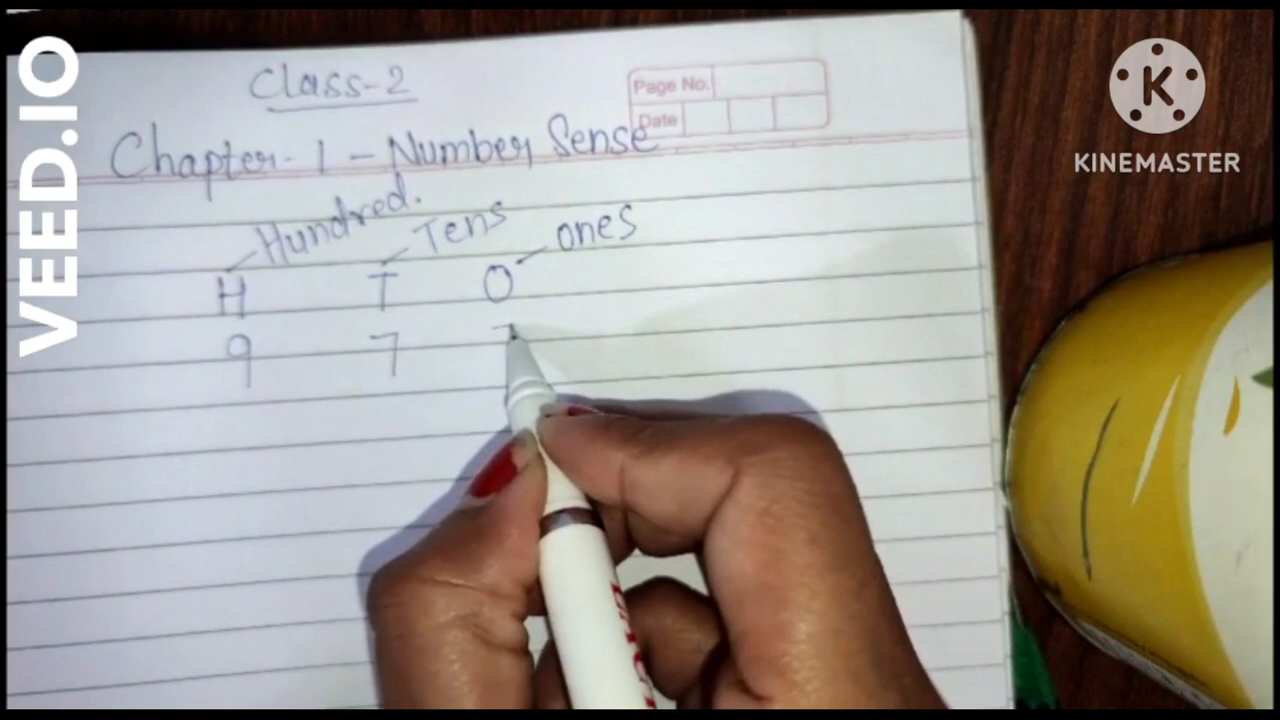 Class-2
Page No.
Date
Chapter-1 - Number Sense
Hundred. Tens ones
H T O
9 7
VEED.IO
KINEMASTER